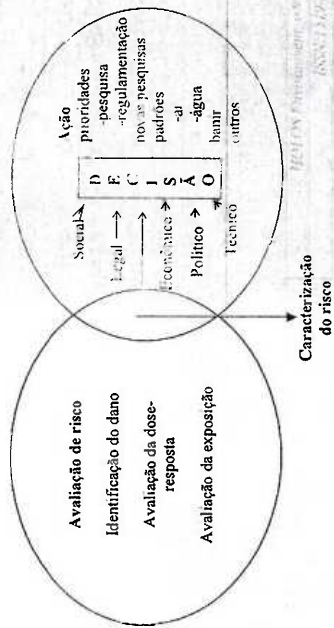 Avaliação de risco
Identificação do dano
Avaliação da dose-
resposta
Avaliação da exposição
Caracterização
do risco
Social
Legal
Econômico
Político
Técnico
D
E
C
I
S
Ã
O
Ação
prioridades
-pesquisa
-regulamentação
novas pesquisas
padrões
-ar
-água
banir
outros